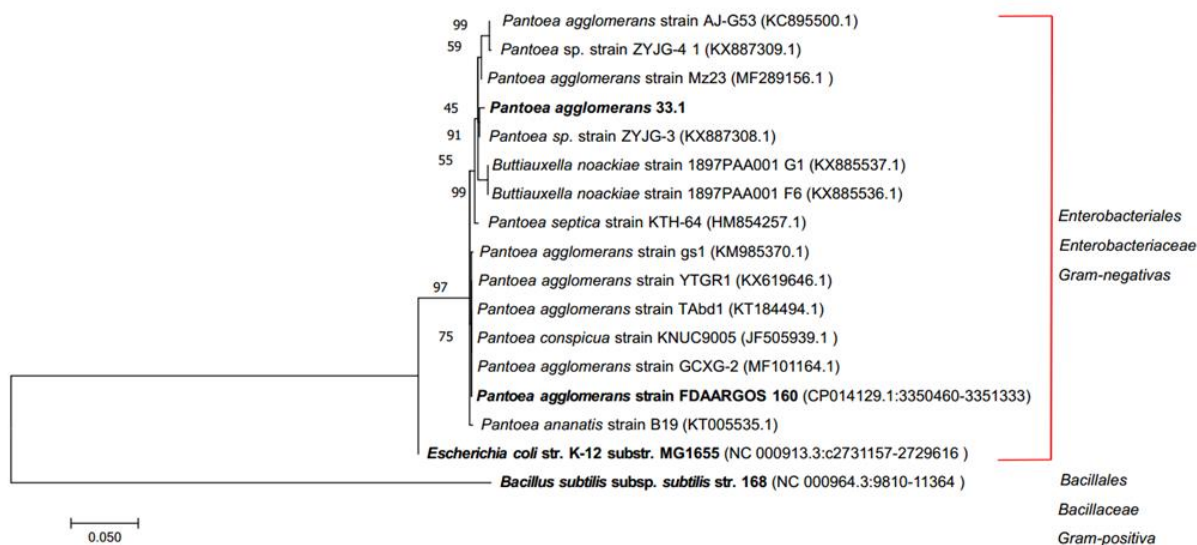 99
Pantoea agglomerans strain AJ-G53 (KC895500.1)
59
Pantoea sp. strain ZYJG-4 1 (KX887309.1)
Pantoea agglomerans strain Mz23 (MF289156.1 )
45
Pantoea agglomerans 33.1
91
Pantoea sp. strain ZYJG-3 (KX887308.1)
55
Buttiauxella noackiae strain 1897PAA001 G1 (KX885537.1)
99
Buttiauxella noackiae strain 1897PAA001 F6 (KX885536.1)
Pantoea septica strain KTH-64 (HM854257.1)
Pantoea agglomerans strain gs1 (KM985370.1)
97
Pantoea agglomerans strain YTGR1 (KX619646.1)
Pantoea agglomerans strain TAbd1 (KT184494.1)
75
Pantoea conspicua strain KNUC9005 (JF505939.1 )
Pantoea agglomerans strain GCXG-2 (MF101164.1)
Pantoea agglomerans strain FDAARGOS 160 (CP014129.1:3350460-3351333)
Pantoea ananatis strain B19 (KT005535.1)
Escherichia coli str. K-12 substr. MG1655 (NC 000913.3:c2731157-2729616 )
Bacillus subtilis subsp. subtilis str. 168 (NC 000964.3:9810-11364 )
Enterobacteriales
Enterobacteriaceae
Gram-negativas
Bacillales
Bacillaceae
Gram-positiva
0.050